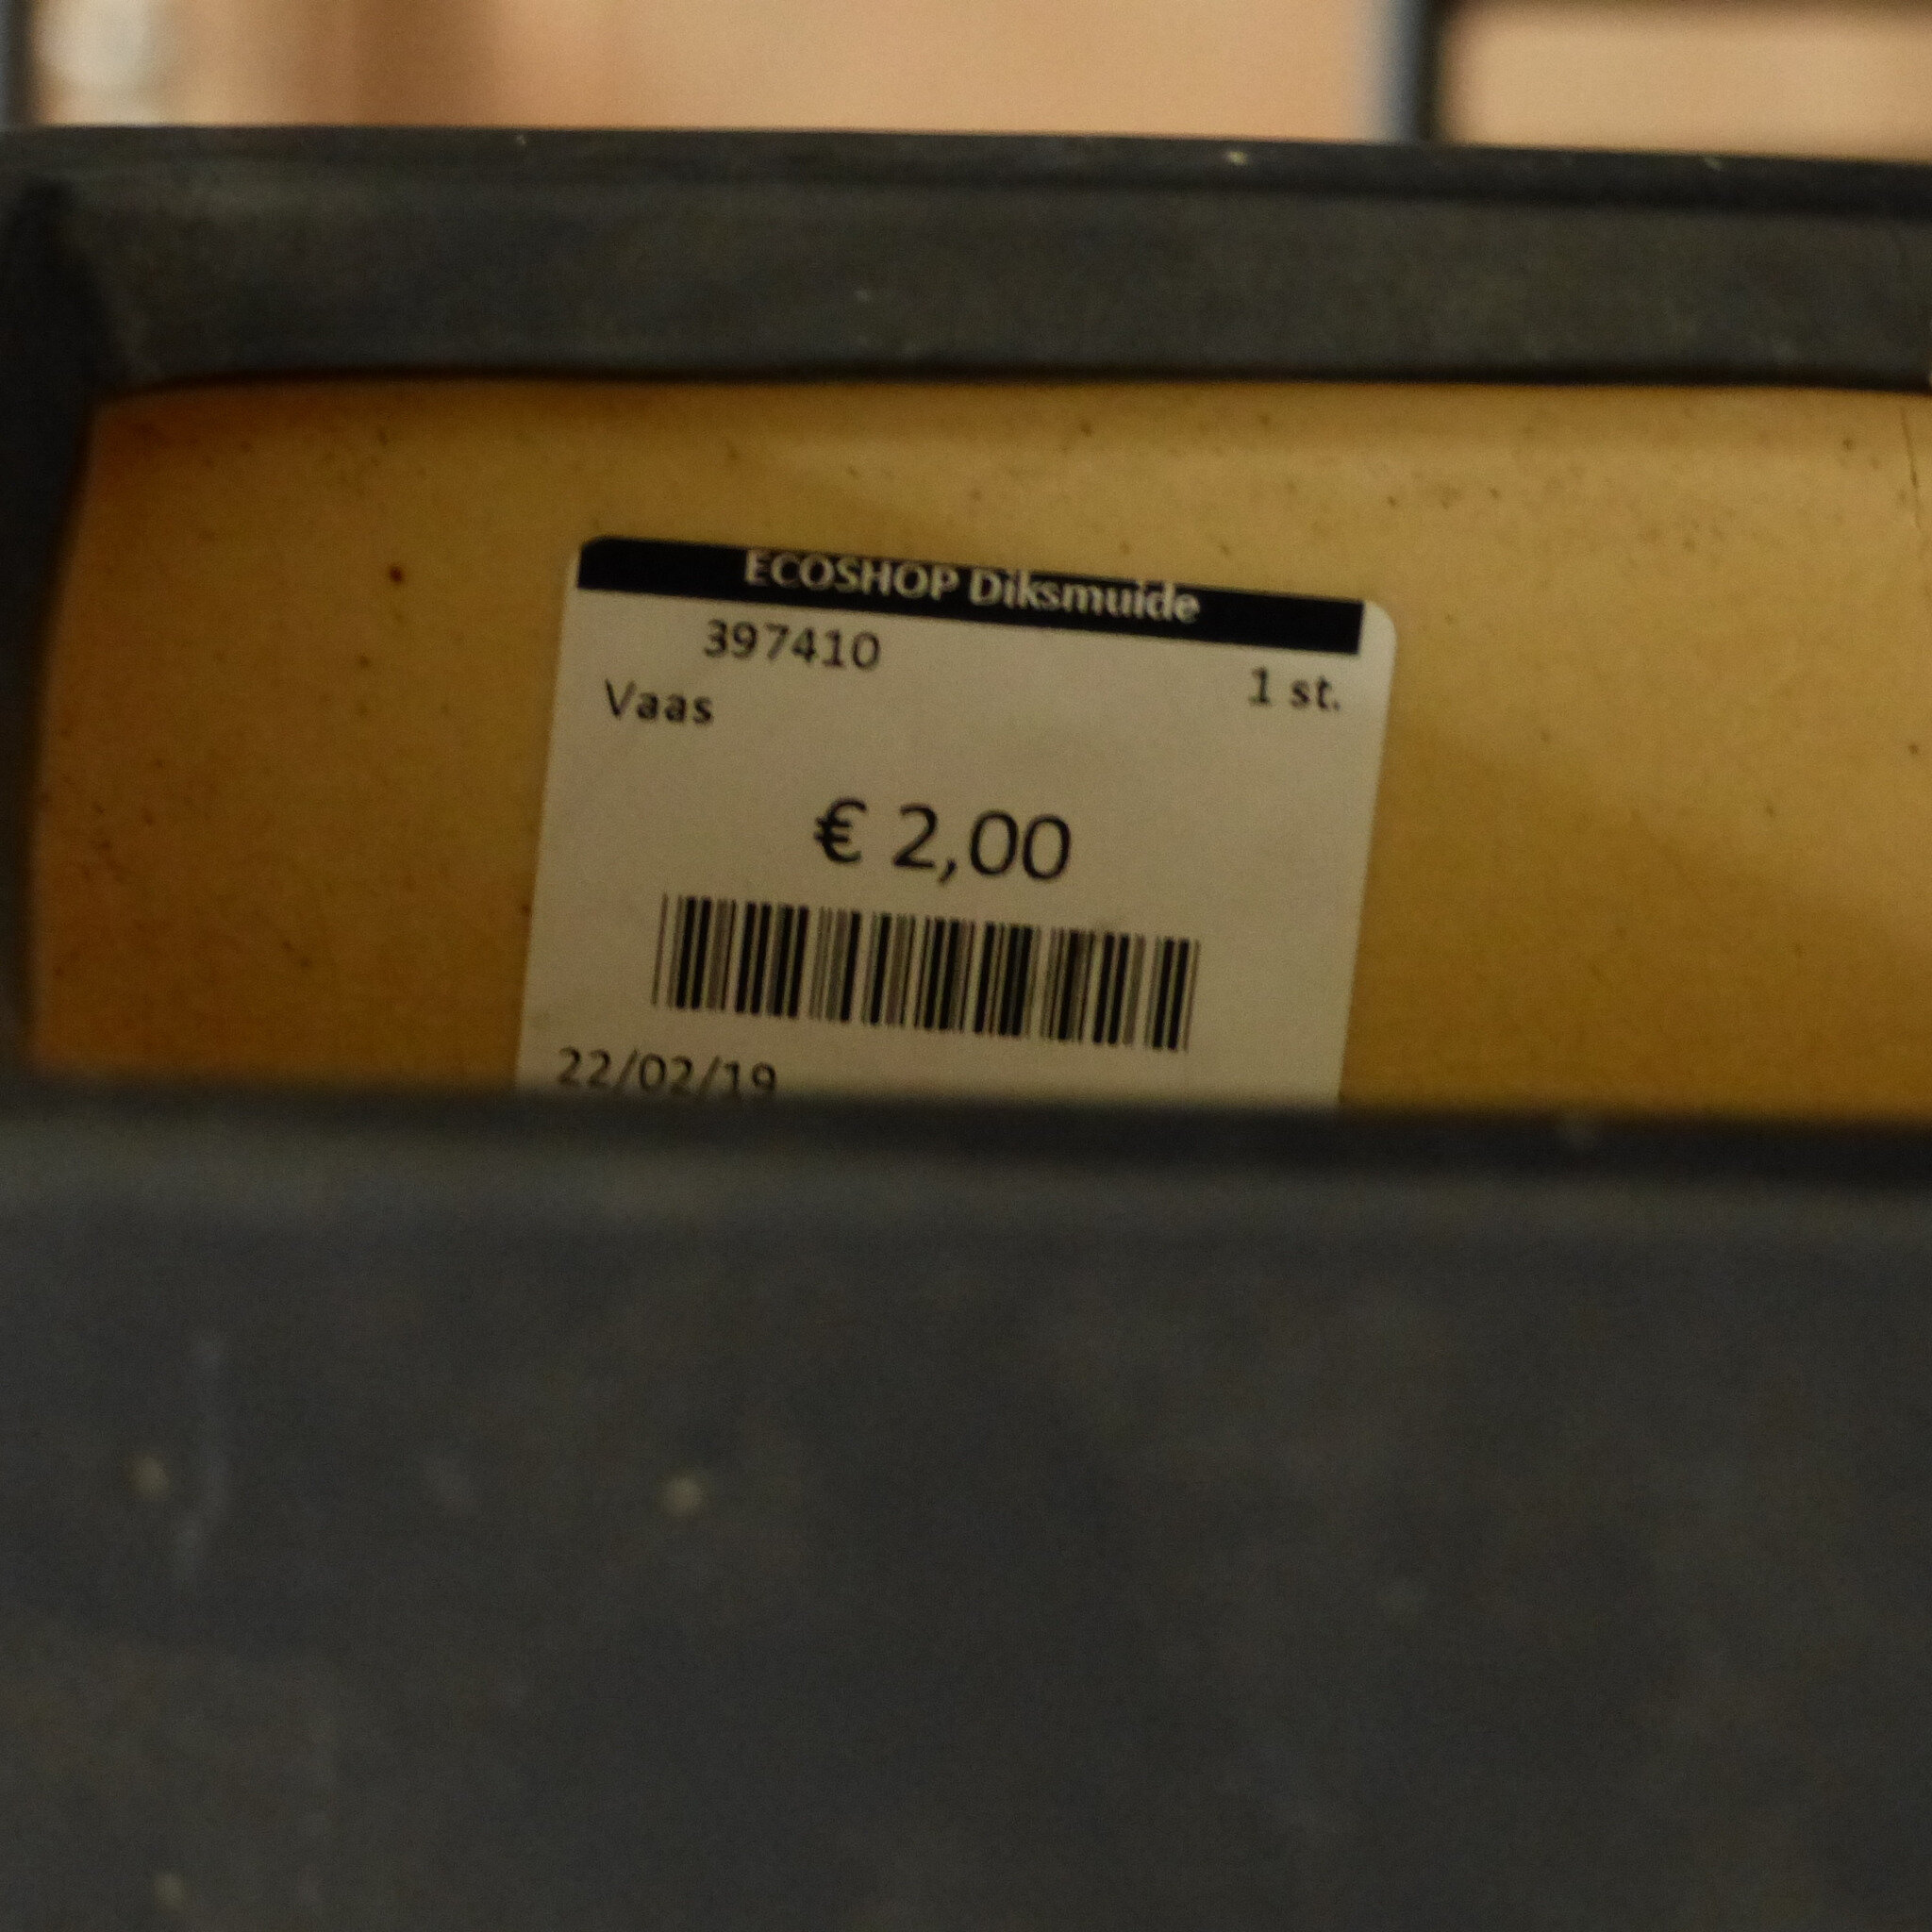 ECOSHOP Diksmuide
397410
1 st.
Vaas
€ 2,00
22/02/19